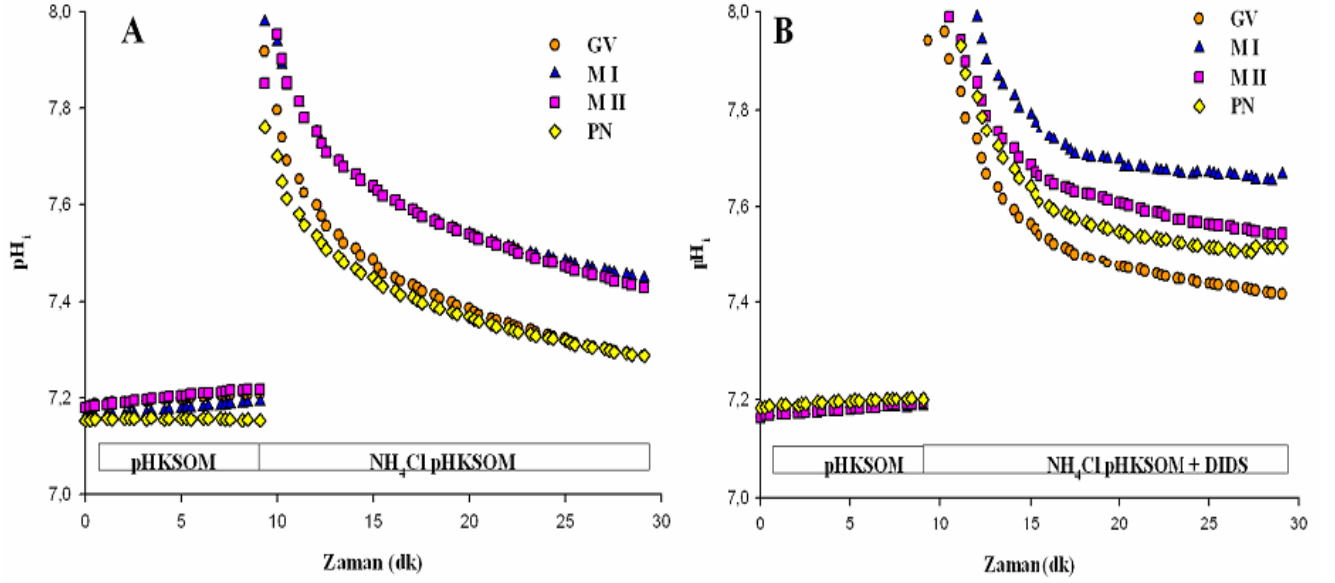 A
8,0
7,8
7,6
7,4
7,2
7,0
pH i
GV
M I
M II
PN
pHKSOM
NH4Cl pHKSOM
0 5 10 15 20 25 30
Zaman (dk)
B
8,0
7,8
7,6
7,4
7,2
7,0
pH i
GV
M I
M II
PN
pHKSOM
NH4Cl pHKSOM + DIDS
0 5 10 15 20 25 30
Zaman (dk)